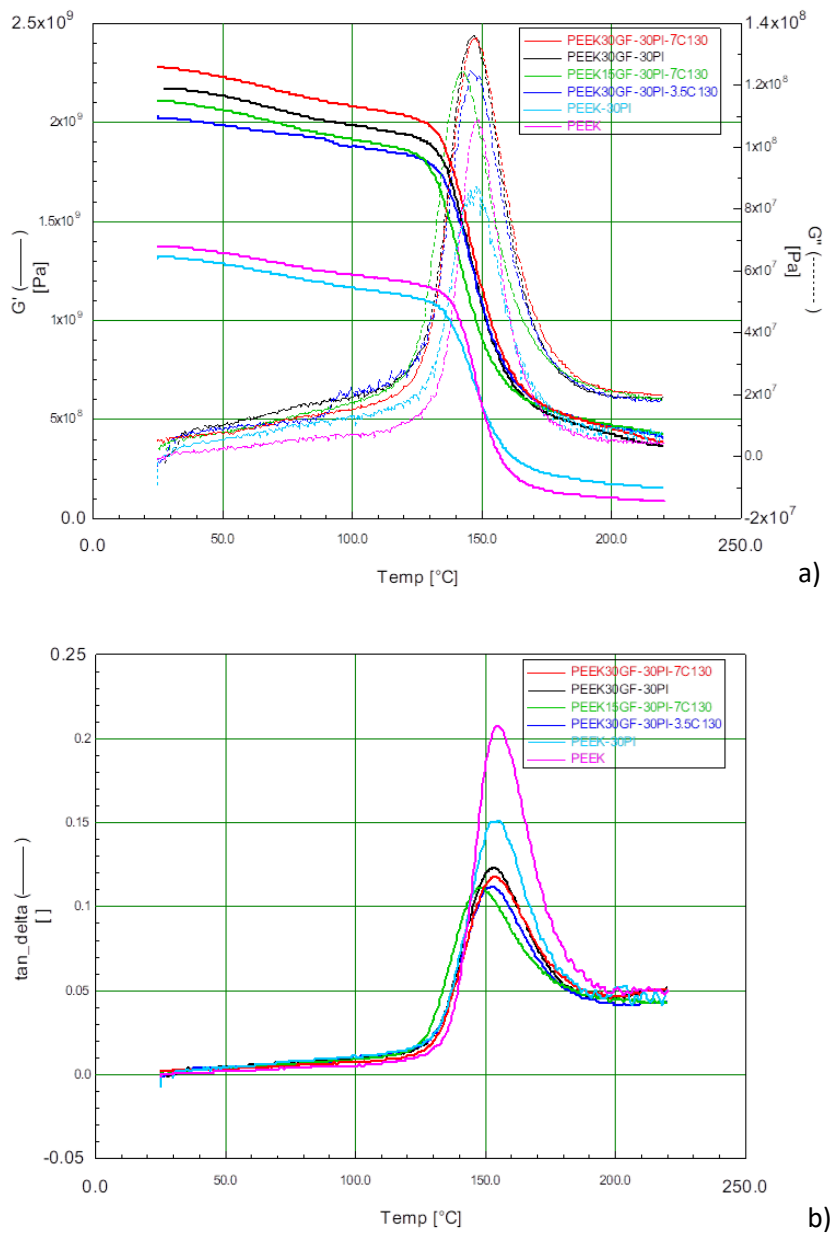 2.5x10⁹
1.4x10⁸
PEEK30GF-30PI-7C130
PEEK30GF-30PI
PEEK15GF-30PI-7C130
PEEK30GF-30PI-3.5C130
PEEK-30PI
PEEK
1.2x10⁸
2x10⁹
1x10⁸
1.5x10⁹
8x10⁷
G' (——)
[Pa]
G'' (------)
[Pa]
6x10⁷
1x10⁹
4x10⁷
5x10⁸
2x10⁷
0.0
0.0
-2x10⁷
0.0
50.0
100.0
150.0
200.0
250.0
Temp [°C]
a)
0.25
PEEK30GF-30PI-7C130
PEEK30GF-30PI
PEEK15GF-30PI-7C130
PEEK30GF-30PI-3.5C130
PEEK-30PI
PEEK
0.2
0.15
tan_delta (——)
[ ]
0.1
0.05
0.0
-0.05
0.0
50.0
100.0
150.0
200.0
250.0
Temp [°C]
b)